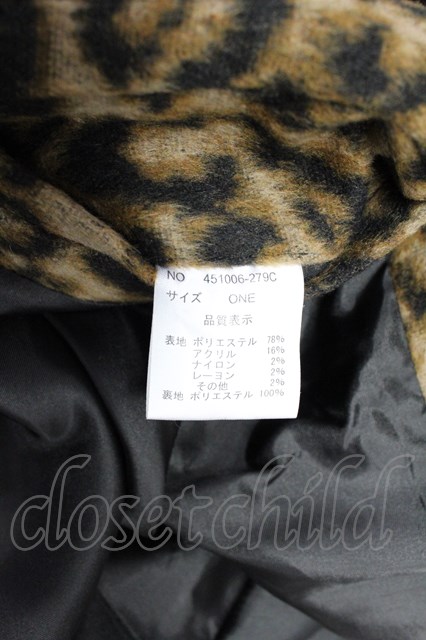 NO 451006-279C
サイズ ONE
品質表示
表地 ポリエステル 78%
アクリル 16%
ナイロン 2%
レーヨン 2%
その他 2%
裏地 ポリエステル 100%
closet child